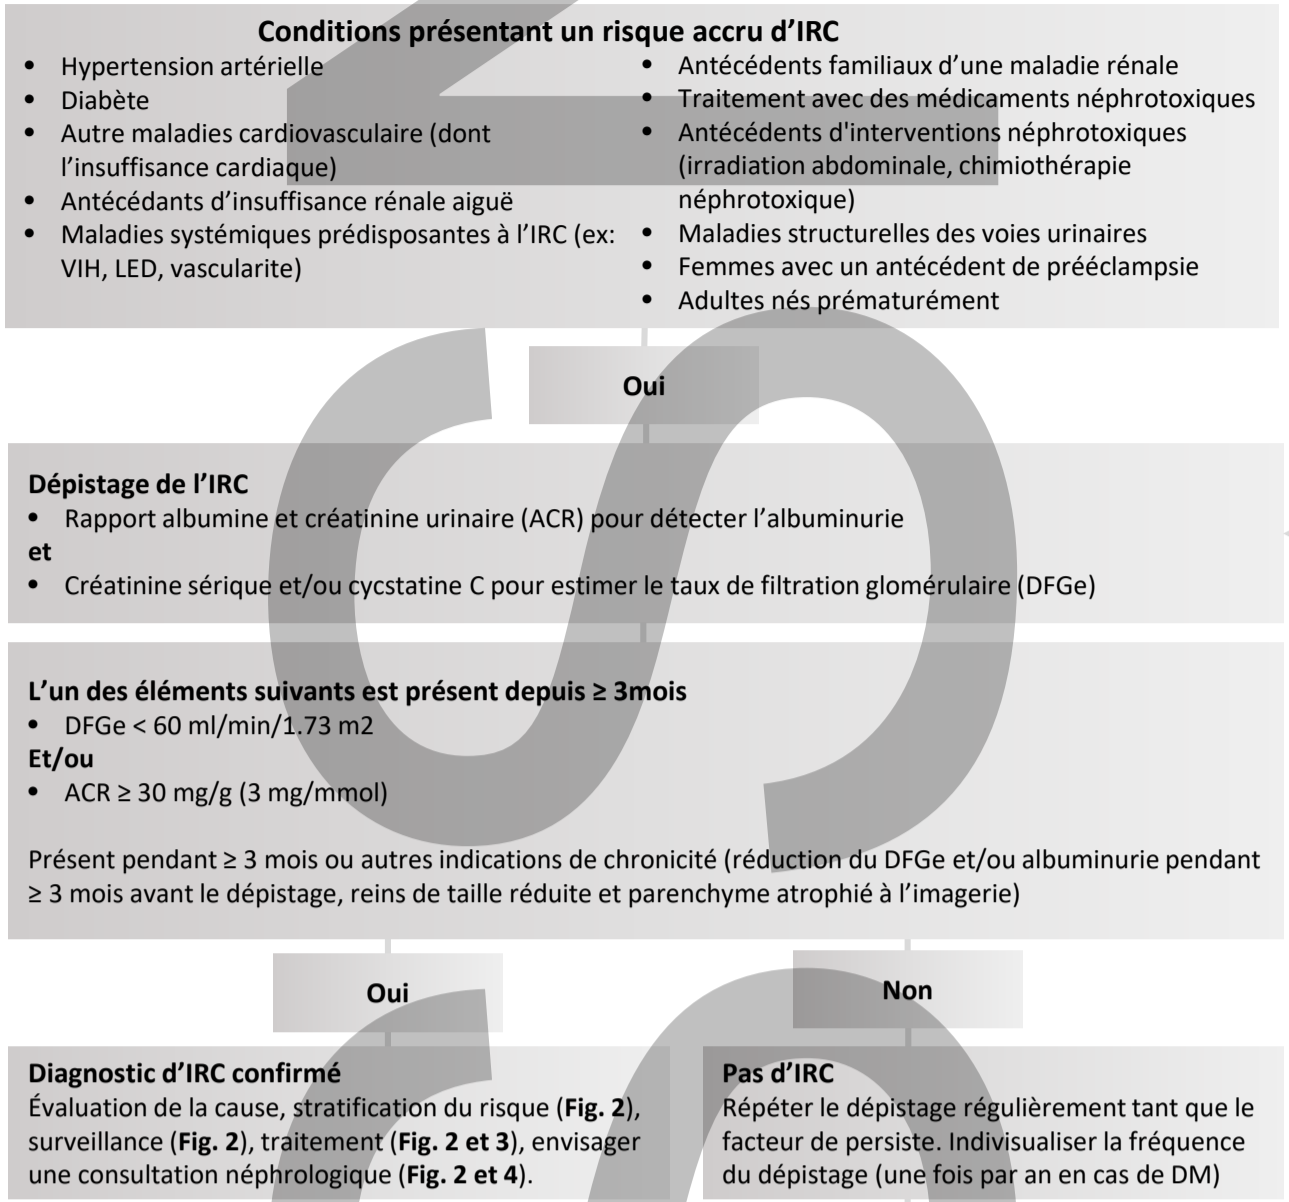 Conditions présentant un risque accru d’IRC
• Hypertension artérielle
• Diabète
• Autre maladies cardiovasculaire (dont
l’insuffisance cardiaque)
• Antécédants d’insuffisance rénale aiguë
• Maladies systémiques prédisposantes à l’IRC (ex:
VIH, LED, vascularite)
• Antécédents familiaux d’une maladie rénale
• Traitement avec des médicaments néphrotoxiques
• Antécédents d'interventions néphrotoxiques
(irradiation abdominale, chimiothérapie
néphrotoxique)
• Maladies structurelles des voies urinaires
• Femmes avec un antécédent de prééclampsie
• Adultes nés prématurément
Oui
Dépistage de l’IRC
• Rapport albumine et créatinine urinaire (ACR) pour détecter l’albuminurie
et
• Créatinine sérique et/ou cycstatine C pour estimer le taux de filtration glomérulaire (DFGe)
L’un des éléments suivants est présent depuis ≥ 3mois
• DFGe < 60 ml/min/1.73 m2
Et/ou
• ACR ≥ 30 mg/g (3 mg/mmol)
Présent pendant ≥ 3 mois ou autres indications de chronicité (réduction du DFGe et/ou albuminurie pendant
≥ 3 mois avant le dépistage, reins de taille réduite et parenchyme atrophié à l’imagerie)
Oui
Non
Diagnostic d’IRC confirmé
Évaluation de la cause, stratification du risque (Fig. 2),
surveillance (Fig. 2), traitement (Fig. 2 et 3), envisager
une consultation néphrologique (Fig. 2 et 4).
Pas d’IRC
Répéter le dépistage régulièrement tant que le
facteur de persiste. Indivisualiser la fréquence
du dépistage (une fois par an en cas de DM)